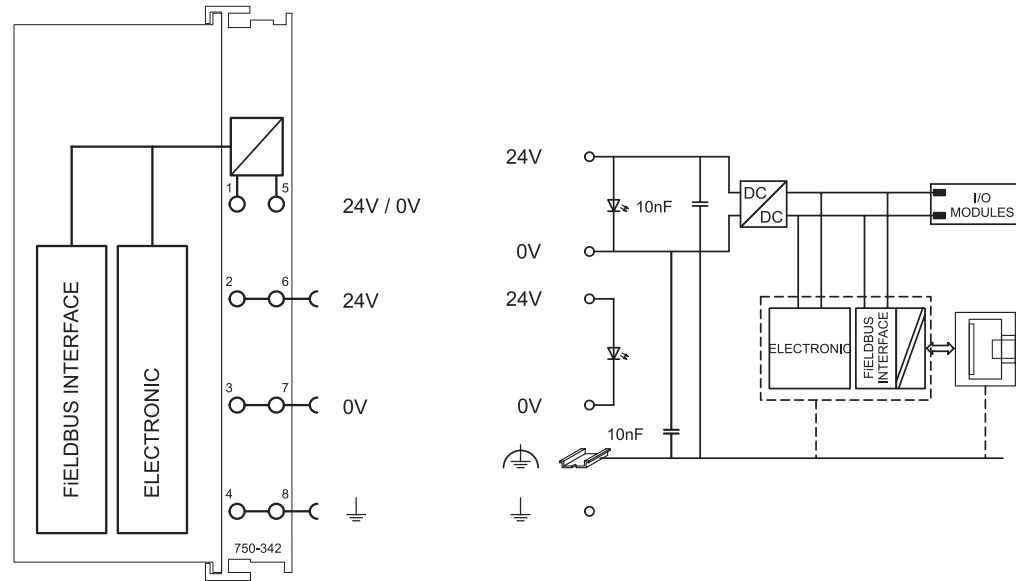 FiELDBUS INTERFACE
ELECTRONIC
1
5
24V / 0V
2
6
24V
3
7
0V
4
8
750-342
24V
10nF
DC
DC
I/O
MODULES
0V
24V
ELECTRONIC
FiELDBUS
INTERFACE
0V
10nF